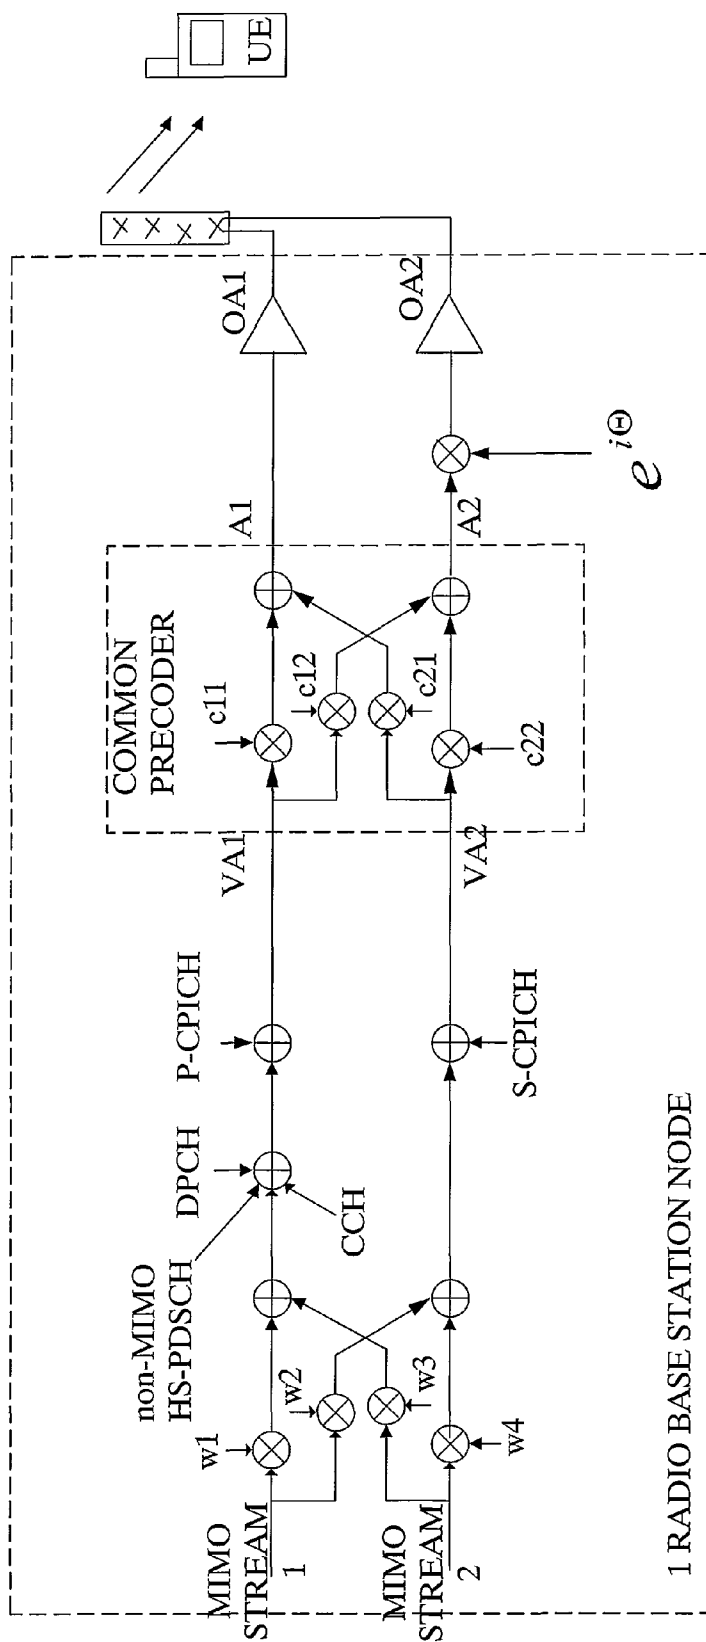 MIMO
STREAM
1
MIMO
STREAM
2
w1
w2
w3
w4
non-MIMO
HS-PDSCH
DPCH
CCH
P-CPICH
S-CPICH
VA1
VA2
COMMON
PRECODER
c11
c12
c21
c22
A1
A2
e^{iΘ}
OA1
OA2
UE
1 RADIO BASE STATION NODE